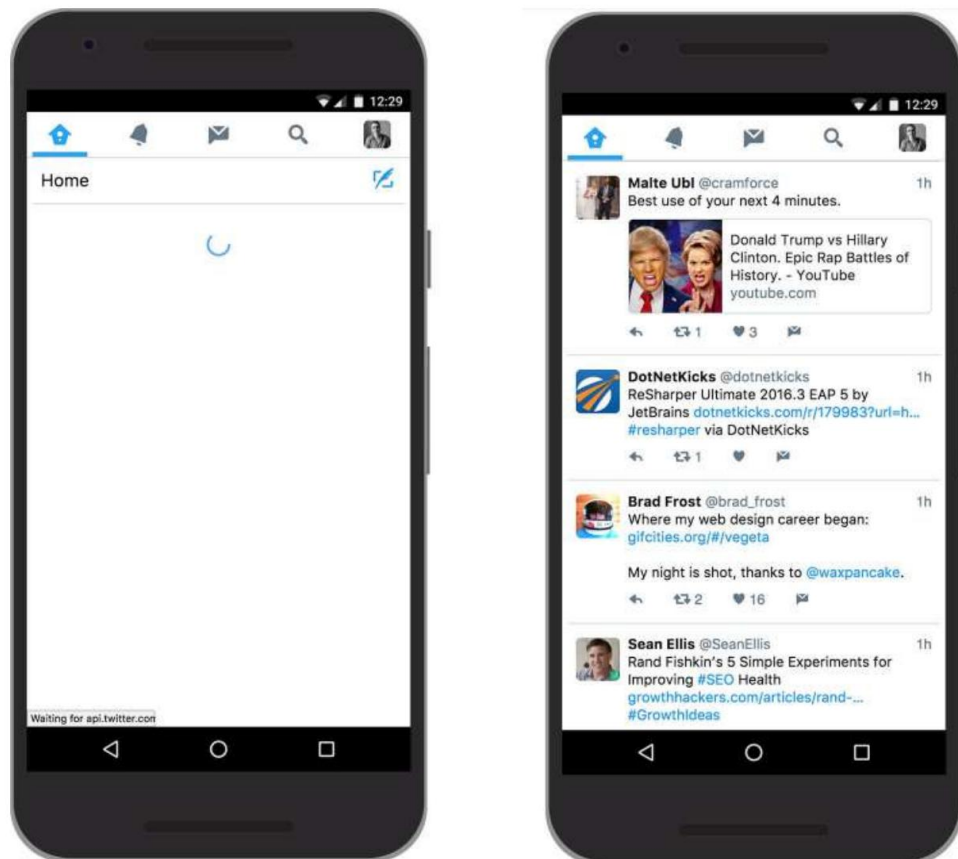 12:29
Home
Waiting for api.twitter.com
12:29
Malte Ubl @cramforce 1h
Best use of your next 4 minutes.
Donald Trump vs Hillary
Clinton. Epic Rap Battles of
History. - YouTube
youtube.com
1 3
DotNetKicks @dotnetkicks 1h
ReSharper Ultimate 2016.3 EAP 5 by
JetBrains dotnetkicks.com/r/179983?url=h...
#resharper via DotNetKicks
1
Brad Frost @brad_frost 1h
Where my web design career began:
gifcities.org/#/vegeta
My night is shot, thanks to @waxpancake.
2 16
Sean Ellis @SeanEllis 1h
Rand Fishkin's 5 Simple Experiments for
Improving #SEO Health
growthhackers.com/articles/rand-...
#GrowthIdeas